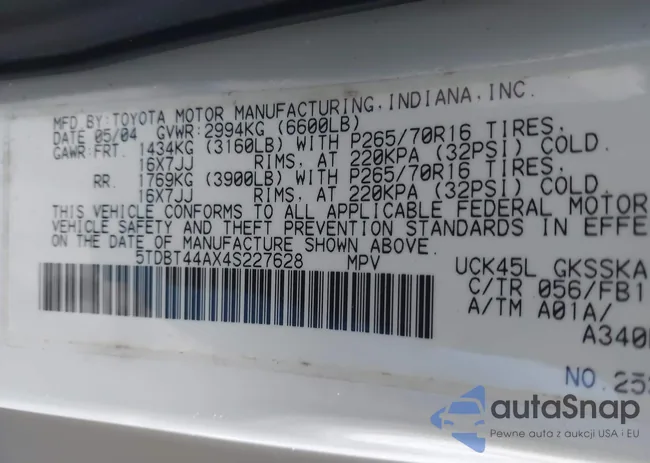 MFD BY: TOYOTA MOTOR MANUFACTURING, INDIANA, INC.
DATE 05/04 GVWR: 2994KG (6600LB)
GAWR: FRT. 1434KG (3160LB) WITH P265/70R16 TIRES,
16X7JJ RIMS, AT 220KPA (32PSI) COLD.
RR. 1769KG (3900LB) WITH P265/70R16 TIRES,
16X7JJ RIMS, AT 220KPA (32PSI) COLD.
THIS VEHICLE CONFORMS TO ALL APPLICABLE FEDERAL MOTOR
VEHICLE SAFETY AND THEFT PREVENTION STANDARDS IN EFFE
ON THE DATE OF MANUFACTURE SHOWN ABOVE.
5TDBT44AX4S227628 MPV
UCK45L GKSSKA
C/TR 056/FB1
A/TM A01A/
A340
NO. 25
autaSnap
Pewne auta z aukcji USA i EU